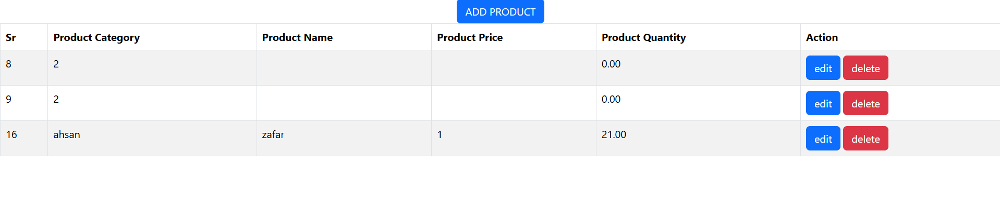 ADD PRODUCT
Sr Product Category Product Name Product Price Product Quantity Action
8 2 0.00 edit delete
9 2 0.00 edit delete
16 ahsan zafar 1 21.00 edit delete